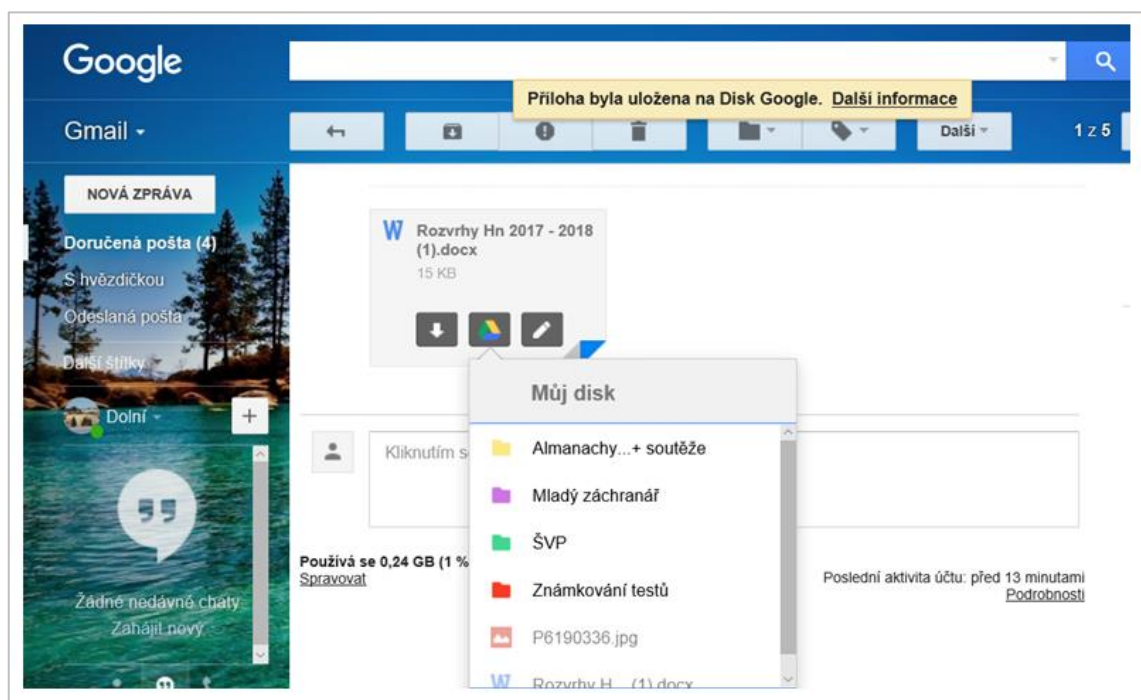 Google
Příloha byla uložena na Disk Google. Další informace
Gmail
Další
1 z 5
NOVÁ ZPRÁVA
Doručená pošta (4)
S hvězdičkou
Odeslaná pošta
Další štítky
Dolní
+
Žádné nedávné chaty
Zahájit nový
W Rozvrhy Hn 2017 - 2018
(1).docx
15 KB
Můj disk
Almanachy...+ soutěže
Mladý záchranář
ŠVP
Známkování testů
P6190336.jpg
W Rozvrhy H... (1).docx
Kliknutím s
Používá se 0,24 GB (1 %
Spravovat
Poslední aktivita účtu: před 13 minutami
Podrobnosti